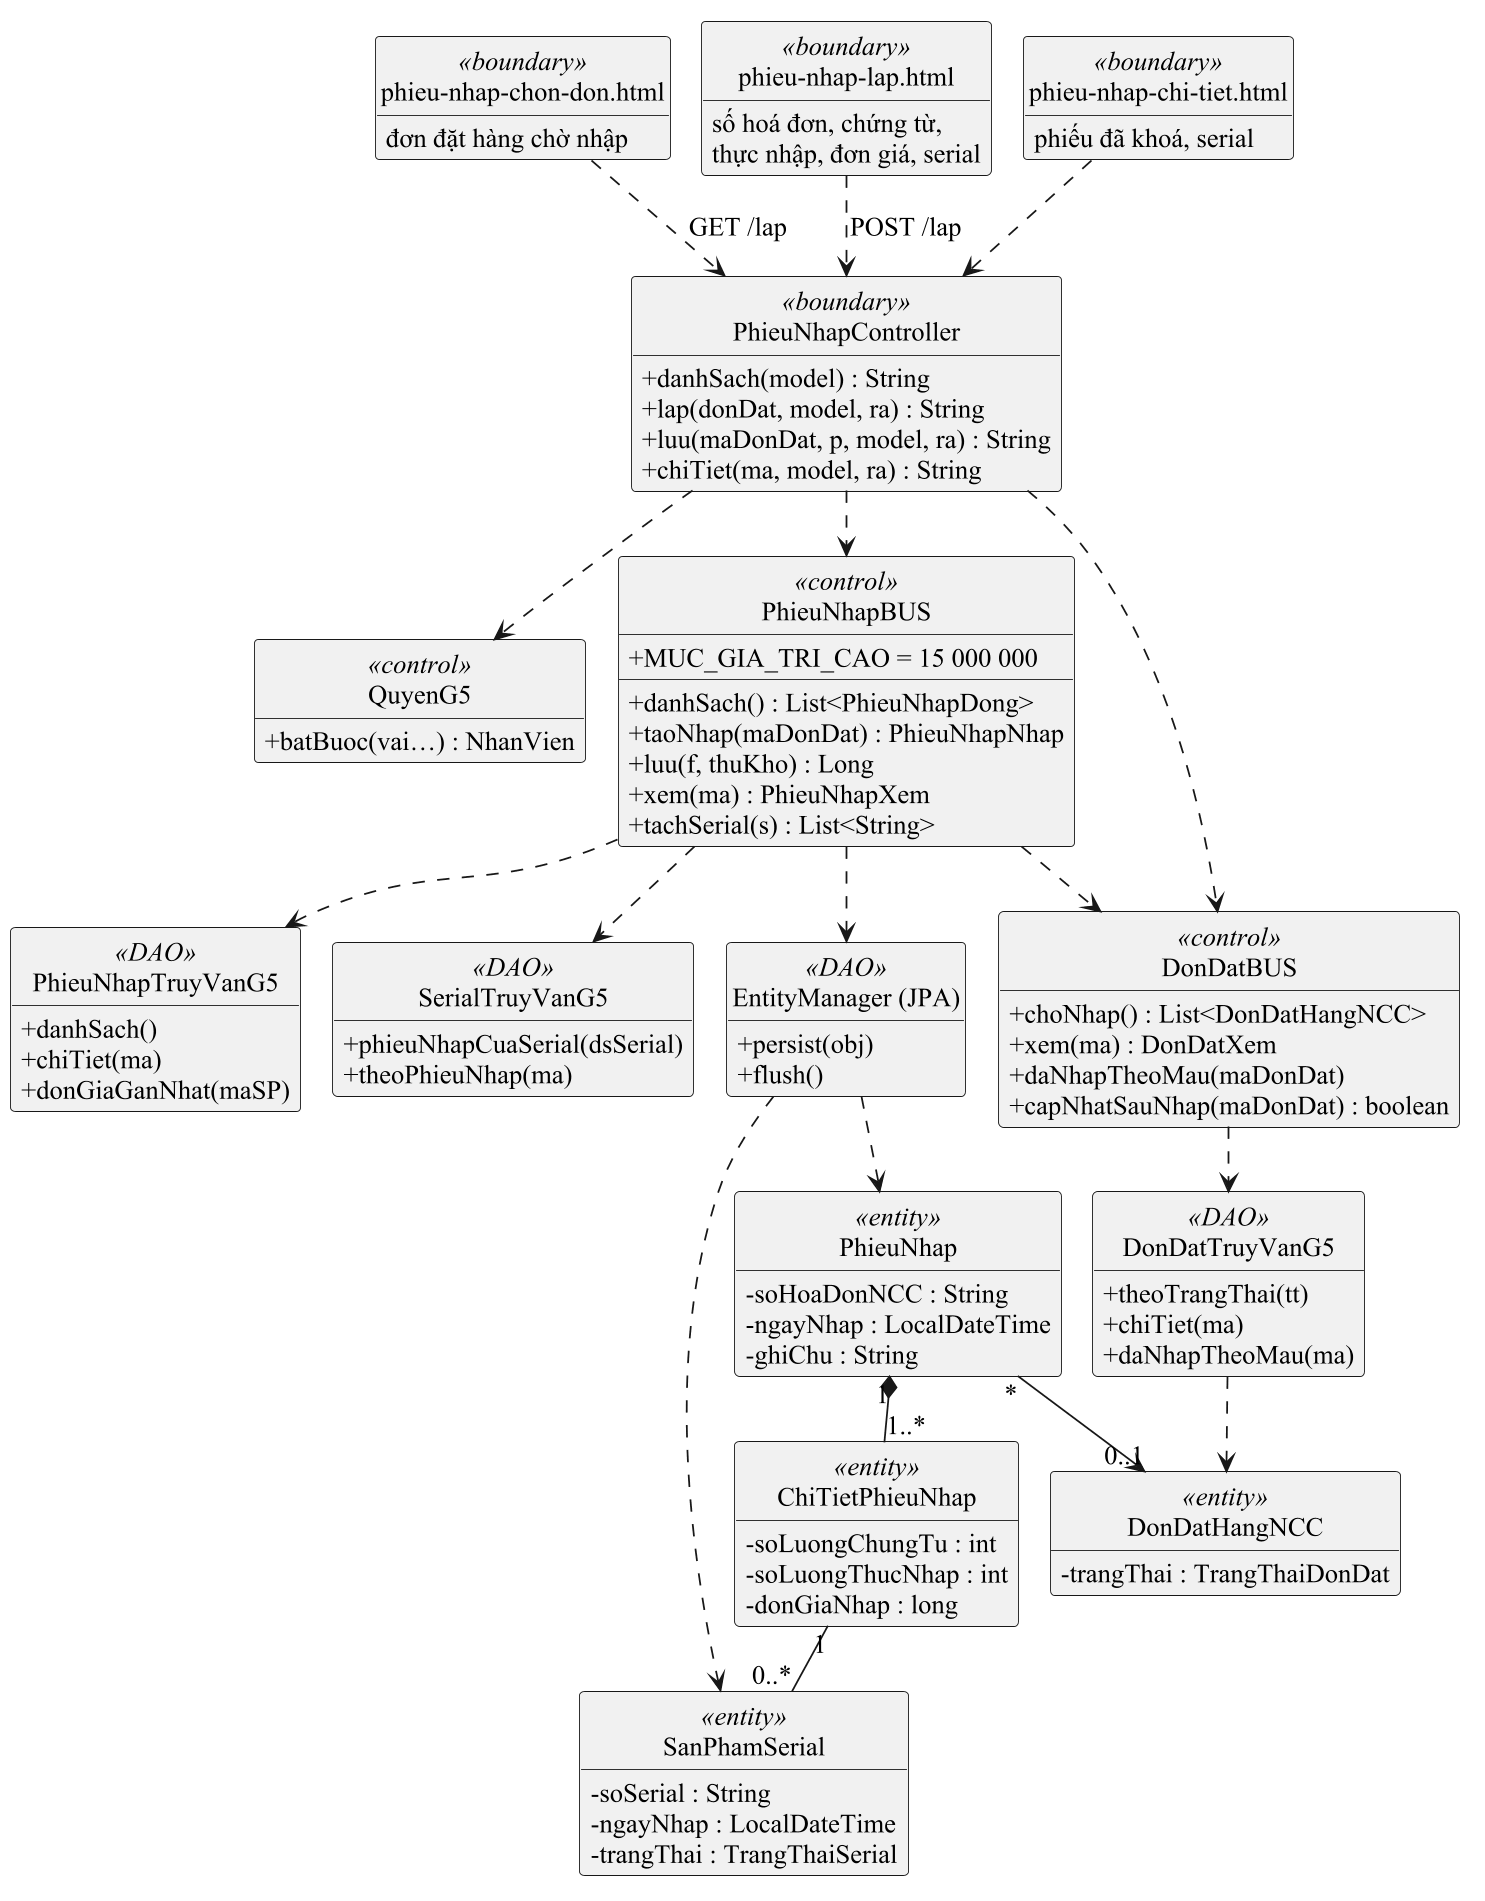 «boundary»
phieu-nhap-chon-don.html
đơn đặt hàng chờ nhập
«boundary»
phieu-nhap-lap.html
số hoá đơn, chứng từ,
thực nhập, đơn giá, serial
«boundary»
phieu-nhap-chi-tiet.html
phiếu đã khoá, serial
GET /lap
POST /lap
«boundary»
PhieuNhapController
+danhSach(model) : String
+lap(donDat, model, ra) : String
+luu(maDonDat, p, model, ra) : String
+chiTiet(ma, model, ra) : String
«control»
QuyenG5
+batBuoc(vai…) : NhanVien
«control»
PhieuNhapBUS
+MUC_GIA_TRI_CAO = 15 000 000
+danhSach() : List<PhieuNhapDong>
+taoNhap(maDonDat) : PhieuNhapNhap
+luu(f, thuKho) : Long
+xem(ma) : PhieuNhapXem
+tachSerial(s) : List<String>
«DAO»
PhieuNhapTruyVanG5
+danhSach()
+chiTiet(ma)
+donGiaGanNhat(maSP)
«DAO»
SerialTruyVanG5
+phieuNhapCuaSerial(dsSerial)
+theoPhieuNhap(ma)
«DAO»
EntityManager (JPA)
+persist(obj)
+flush()
«control»
DonDatBUS
+choNhap() : List<DonDatHangNCC>
+xem(ma) : DonDatXem
+daNhapTheoMau(maDonDat)
+capNhatSauNhap(maDonDat) : boolean
«entity»
PhieuNhap
-soHoaDonNCC : String
-ngayNhap : LocalDateTime
-ghiChu : String
«DAO»
DonDatTruyVanG5
+theoTrangThai(tt)
+chiTiet(ma)
+daNhapTheoMau(ma)
1
1..*
*
0..1
«entity»
ChiTietPhieuNhap
-soLuongChungTu : int
-soLuongThucNhap : int
-donGiaNhap : long
«entity»
DonDatHangNCC
-trangThai : TrangThaiDonDat
1
0..*
«entity»
SanPhamSerial
-soSerial : String
-ngayNhap : LocalDateTime
-trangThai : TrangThaiSerial